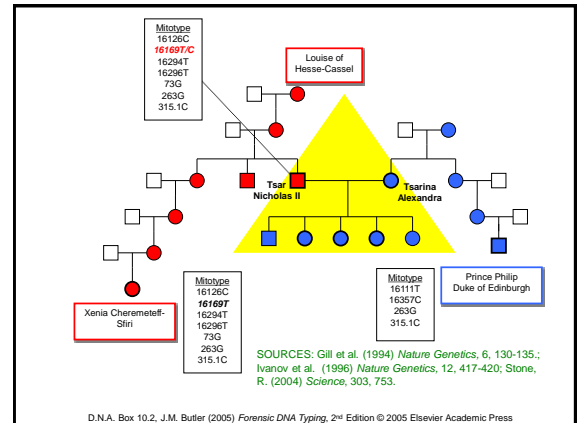 Mitotype
16126C
16169T/C
16294T
16296T
73G
263G
315.1C
Louise of
Hesse-Cassel
Tsar
Nicholas II
Tsarina
Alexandra
Xenia Cheremeteff-
Sfiri
Mitotype
16126C
16169T
16294T
16296T
73G
263G
315.1C
Mitotype
16111T
16357C
263G
315.1C
Prince Philip
Duke of Edinburgh
SOURCES: Gill et al. (1994) Nature Genetics, 6, 130-135.;
Ivanov et al. (1996) Nature Genetics, 12, 417-420; Stone,
R. (2004) Science, 303, 753.
D.N.A. Box 10.2, J.M. Butler (2005) Forensic DNA Typing, 2nd Edition © 2005 Elsevier Academic Press